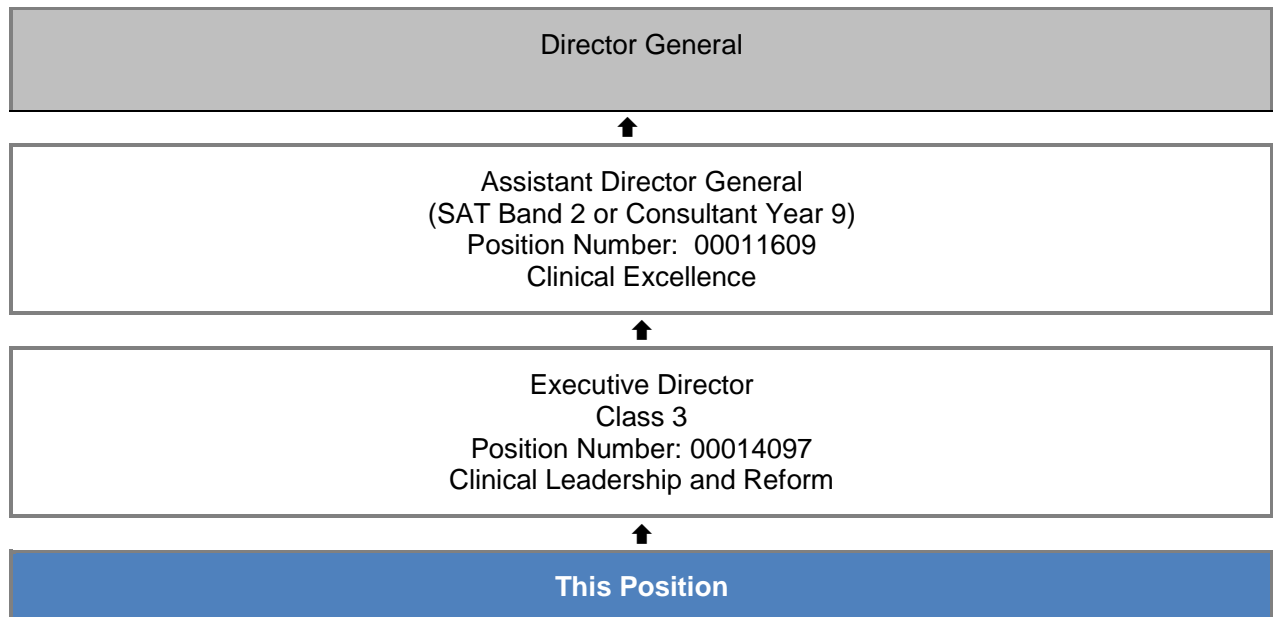 Director General
Assistant Director General
(SAT Band 2 or Consultant Year 9)
Position Number:  00011609
Clinical Excellence
Executive Director
Class 3
Position Number: 00014097
Clinical Leadership and Reform
This Position